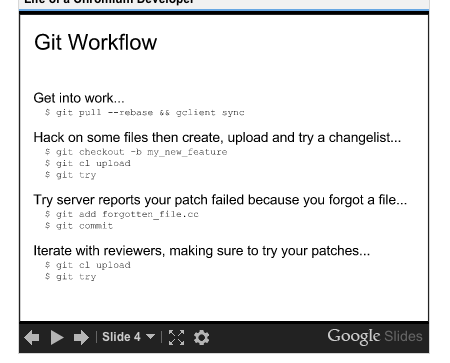 Life of a Chromium Developer
Git Workflow
Get into work...
$ git pull --rebase && gclient sync
Hack on some files then create, upload and try a changelist...
$ git checkout -b my_new_feature
$ git cl upload
$ git try
Try server reports your patch failed because you forgot a file...
$ git add forgotten_file.cc
$ git commit
Iterate with reviewers, making sure to try your patches...
$ git cl upload
$ git try
Slide 4
Google Slides